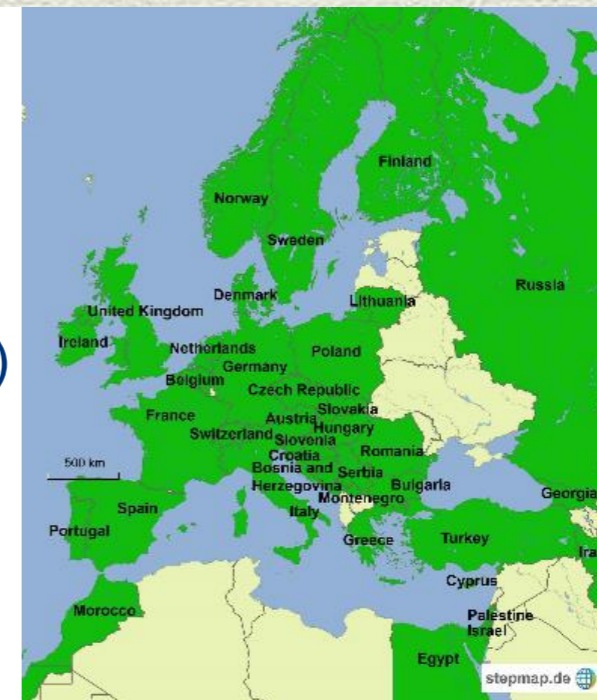 )
Finland
Norway
Sweden
Russia
Denmark
Lithuania
United Kingdom
Ireland
Netherlands
Poland
Germany
Belgium
Czech Republic
Slovakia
France
Austria
Hungary
Switzerland
Slovenia
Croatia
Romania
500 km
Bosnia and
Herzegovina
Serbia
Bulgaria
Montenegro
Georgia
Spain
Italy
Portugal
Greece
Turkey
Ira
Cyprus
Morocco
Palestine
Israel
Egypt
stepmap.de